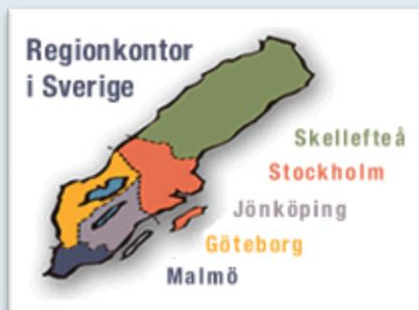 Regionkontor
i Sverige
Skellefteå
Stockholm
Jönköping
Göteborg
Malmö